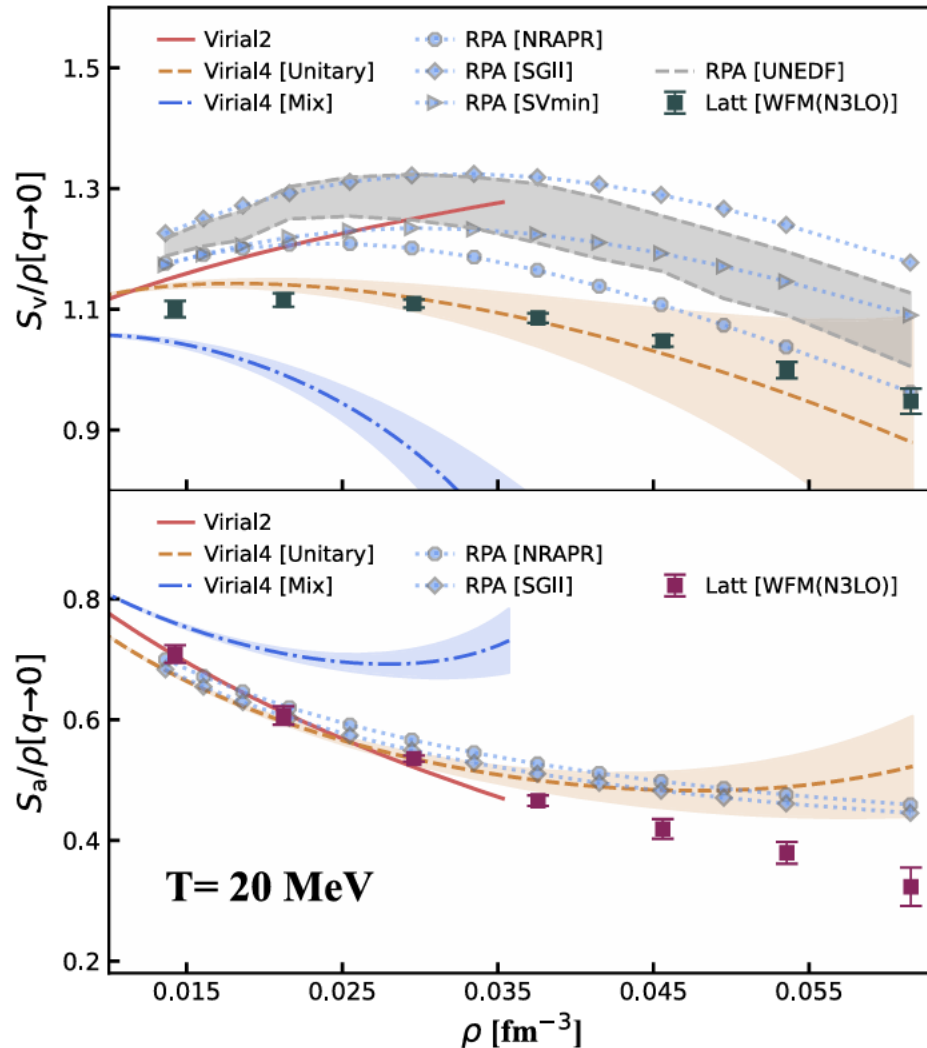 Virial2
Virial4 [Unitary]
Virial4 [Mix]
RPA [NRAPR]
RPA [SGII]
RPA [SVmin]
RPA [UNEDF]
Latt [WFM(N3LO)]
1.5
1.3
1.1
0.9
S_v/ρ[q→0]
Virial2
Virial4 [Unitary]
Virial4 [Mix]
RPA [NRAPR]
RPA [SGII]
Latt [WFM(N3LO)]
0.8
0.6
0.4
0.2
S_a/ρ[q→0]
T= 20 MeV
0.015 0.025 0.035 0.045 0.055
ρ [fm⁻³]